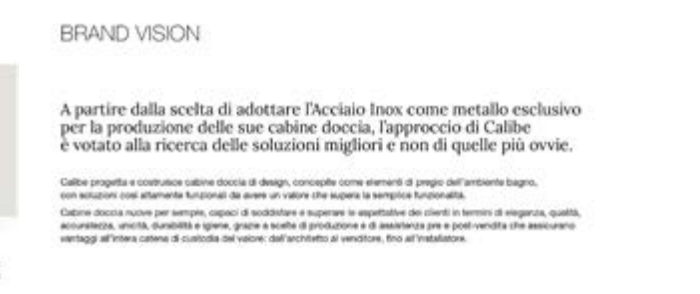 BRAND VISION
A partire dalla scelta di adottare l'Acciaio Inox come metallo esclusivo
per la produzione delle sue cabine doccia, l'approccio di Calibe
è votato alla ricerca delle soluzioni migliori e non di quelle più ovvie.
Calibe progetta e costruisce cabine doccia di design, concepite come elementi di pregio dell'ambiente bagno,
con soluzioni così altamente funzionali da avere un valore che supera la semplice funzionalità.
Cabine doccia nuove per sempre, capaci di soddisfare e superare le aspettative dei clienti in termini di eleganza, qualità,
accuratezza, unicità, durabilità e igiene, grazie a scelte di produzione e di assistenza pre e post-vendita che assicurano
vantaggi all'intera catena di custodia del valore: dall'architetto al venditore, fino all'installatore.